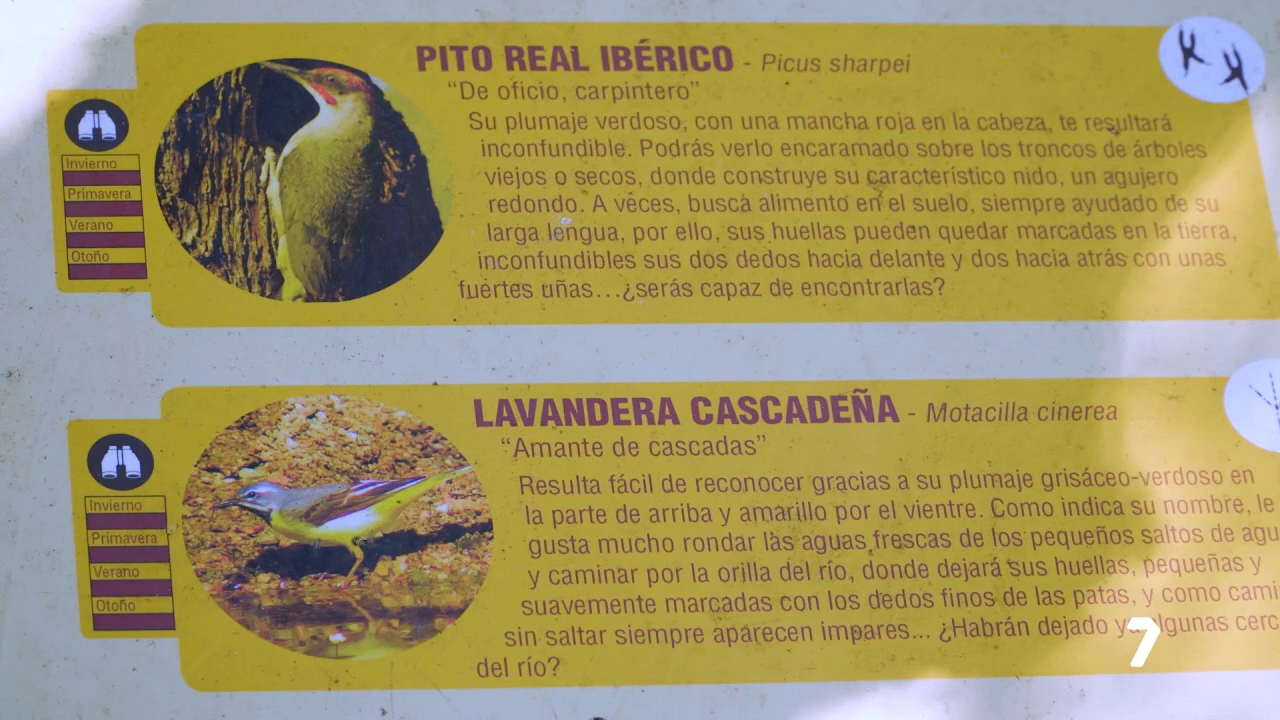 PITO REAL IBÉRICO - Picus sharpei
“De oficio, carpintero”
Su plumaje verdoso, con una mancha roja en la cabeza, te resultará
inconfundible. Podrás verlo encaramado sobre los troncos de árboles
viejos o secos, donde construye su característico nido, un agujero
redondo. A veces, busca alimento en el suelo, siempre ayudado de su
larga lengua, por ello, sus huellas pueden quedar marcadas en la tierra,
inconfundibles sus dos dedos hacia delante y dos hacia atrás con unas
fuertes uñas...¿serás capaz de encontrarlas?
Invierno
Primavera
Verano
Otoño
LAVANDERA CASCADEÑA - Motacilla cinerea
“Amante de cascadas”
Resulta fácil de reconocer gracias a su plumaje grisáceo-verdoso en
la parte de arriba y amarillo por el vientre. Como indica su nombre, le
gusta mucho rondar las aguas frescas de los pequeños saltos de agu
y caminar por la orilla del río, donde dejará sus huellas, pequeñas y
suavemente marcadas con los dedos finos de las patas, y como cami
sin saltar siempre aparecen impares... ¿Habrán dejado cerc
del río?
Invierno
Primavera
Verano
Otoño
7